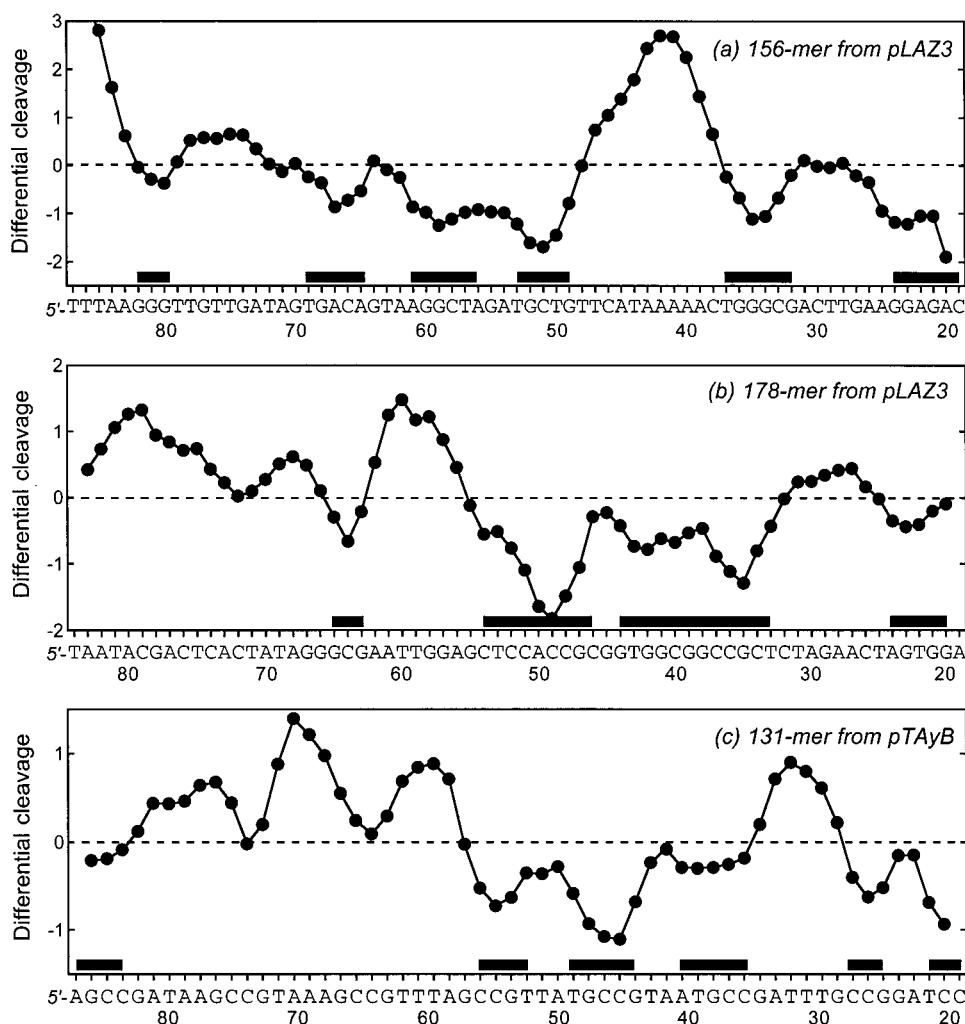 3
2
1
0
-1
-2
Differential cleavage
(a) 156-mer from pLAZ3
5'-TTTAAGGGTTGTTGATAGTGACAGTAAGGCTAGATGCTGTTCATAAAAACTGGGCGACTTGAAGGAGAC
80 70 60 50 40 30 20
2
1
0
-1
-2
Differential cleavage
(b) 178-mer from pLAZ3
5'-TAATACGACTCACTATAGGGCGAATTGGAGCTCCACCGCGGTGGCGGCCGCTCTAGAACTAGTGGA
80 70 60 50 40 30 20
1
0
-1
Differential cleavage
(c) 131-mer from pTAyB
5'-AGCCGATAAGCCGTAAAGCCGTTTAGCCGTTATGCCGTAATGCCGATTTGCCGGATCC
80 70 60 50 40 30 20